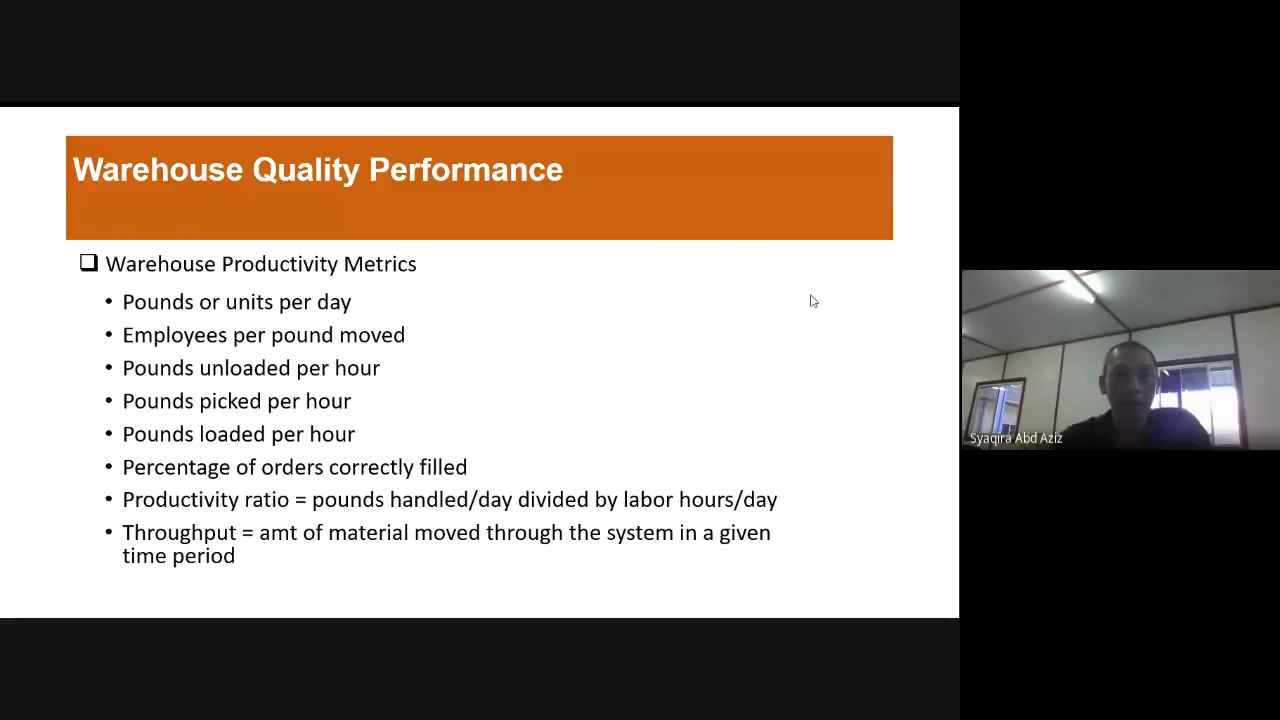 Warehouse Quality Performance
❑ Warehouse Productivity Metrics
• Pounds or units per day
• Employees per pound moved
• Pounds unloaded per hour
• Pounds picked per hour
• Pounds loaded per hour
• Percentage of orders correctly filled
• Productivity ratio = pounds handled/day divided by labor hours/day
• Throughput = amt of material moved through the system in a given
time period
Syaqira Abd Aziz